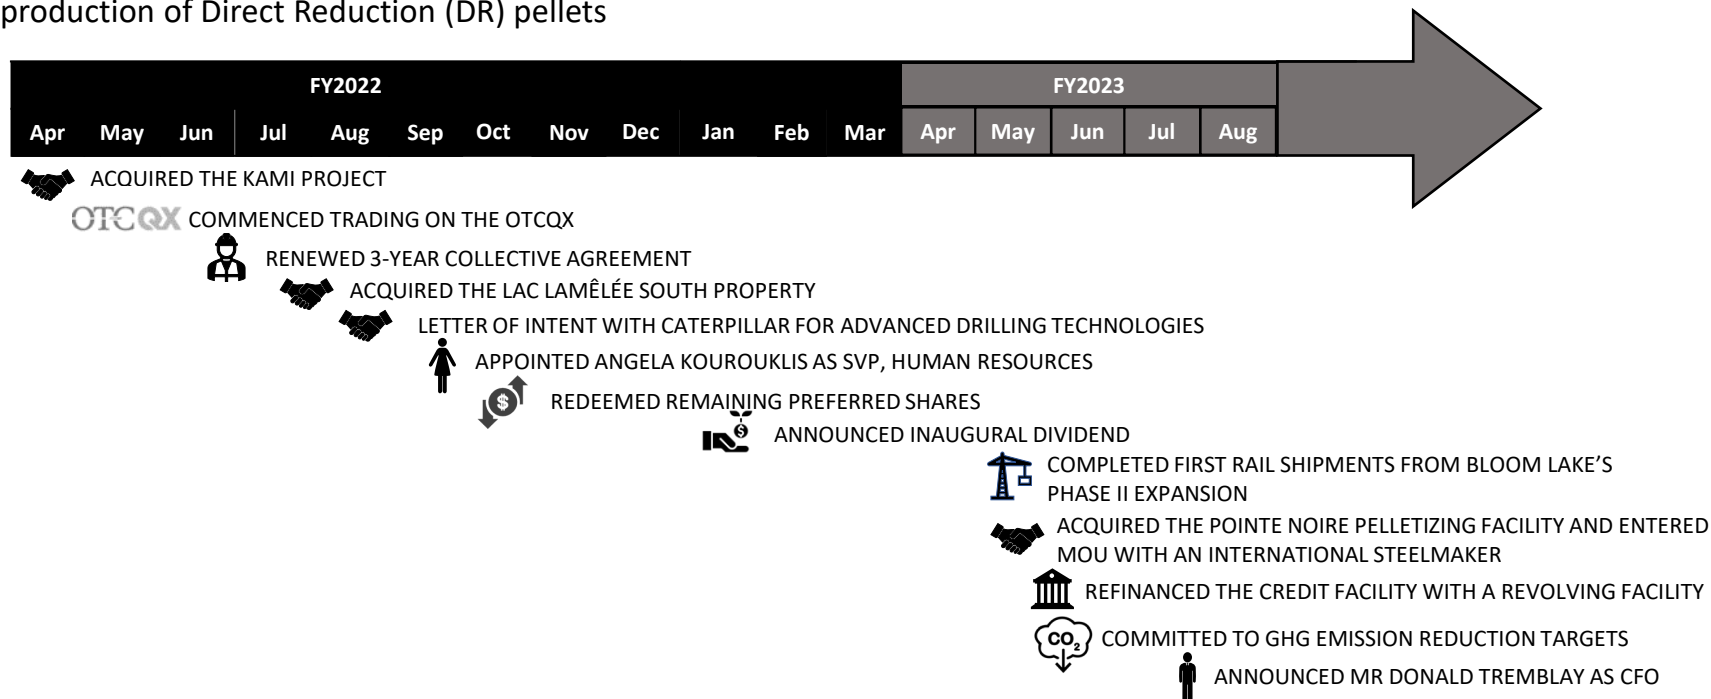 production of Direct Reduction (DR) pellets
FY2022 FY2023
Apr May Jun Jul Aug Sep Oct Nov Dec Jan Feb Mar Apr May Jun Jul Aug
ACQUIRED THE KAMI PROJECT
OTCQX COMMENCED TRADING ON THE OTCQX
RENEWED 3-YEAR COLLECTIVE AGREEMENT
ACQUIRED THE LAC LAMÊLÉE SOUTH PROPERTY
LETTER OF INTENT WITH CATERPILLAR FOR ADVANCED DRILLING TECHNOLOGIES
APPOINTED ANGELA KOUROUKLIS AS SVP, HUMAN RESOURCES
$ REDEEMED REMAINING PREFERRED SHARES
$ ANNOUNCED INAUGURAL DIVIDEND
COMPLETED FIRST RAIL SHIPMENTS FROM BLOOM LAKE’S
PHASE II EXPANSION
ACQUIRED THE POINTE NOIRE PELLETIZING FACILITY AND ENTERED
MOU WITH AN INTERNATIONAL STEELMAKER
REFINANCED THE CREDIT FACILITY WITH A REVOLVING FACILITY
CO₂ COMMITTED TO GHG EMISSION REDUCTION TARGETS
ANNOUNCED MR DONALD TREMBLAY AS CFO